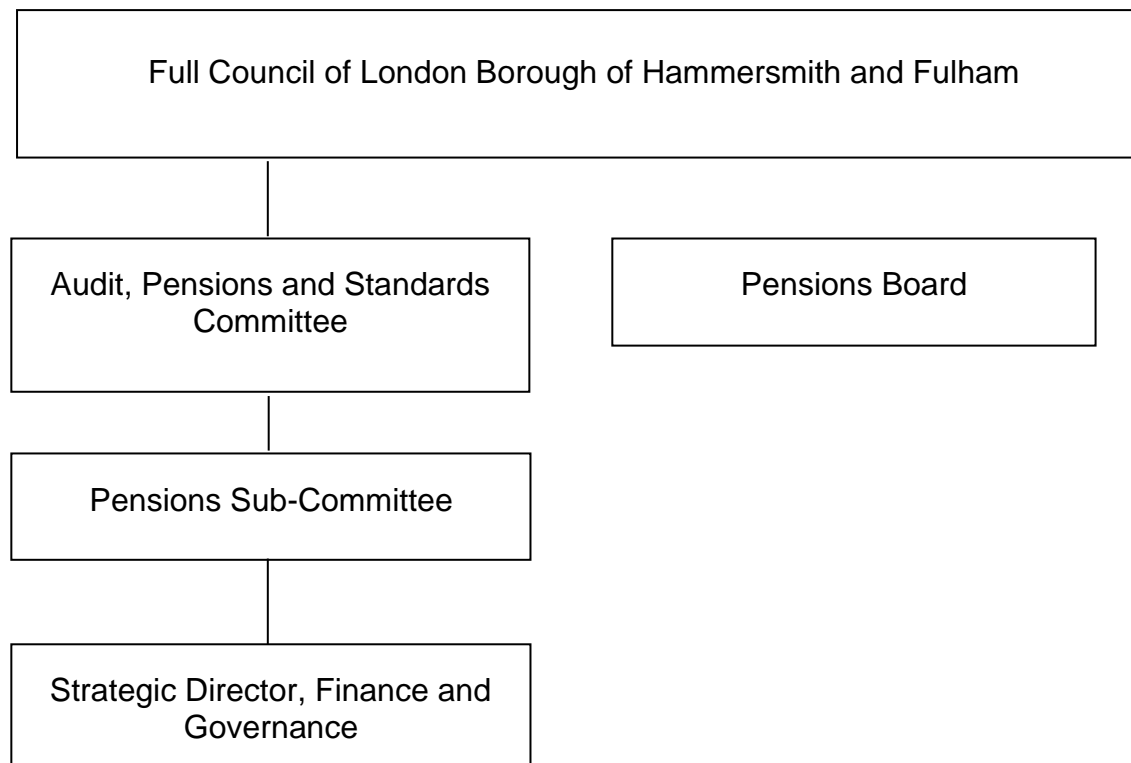 Full Council of London Borough of Hammersmith and Fulham
Audit, Pensions and Standards
Committee
Pensions Board
Pensions Sub-Committee
Strategic Director, Finance and
Governance